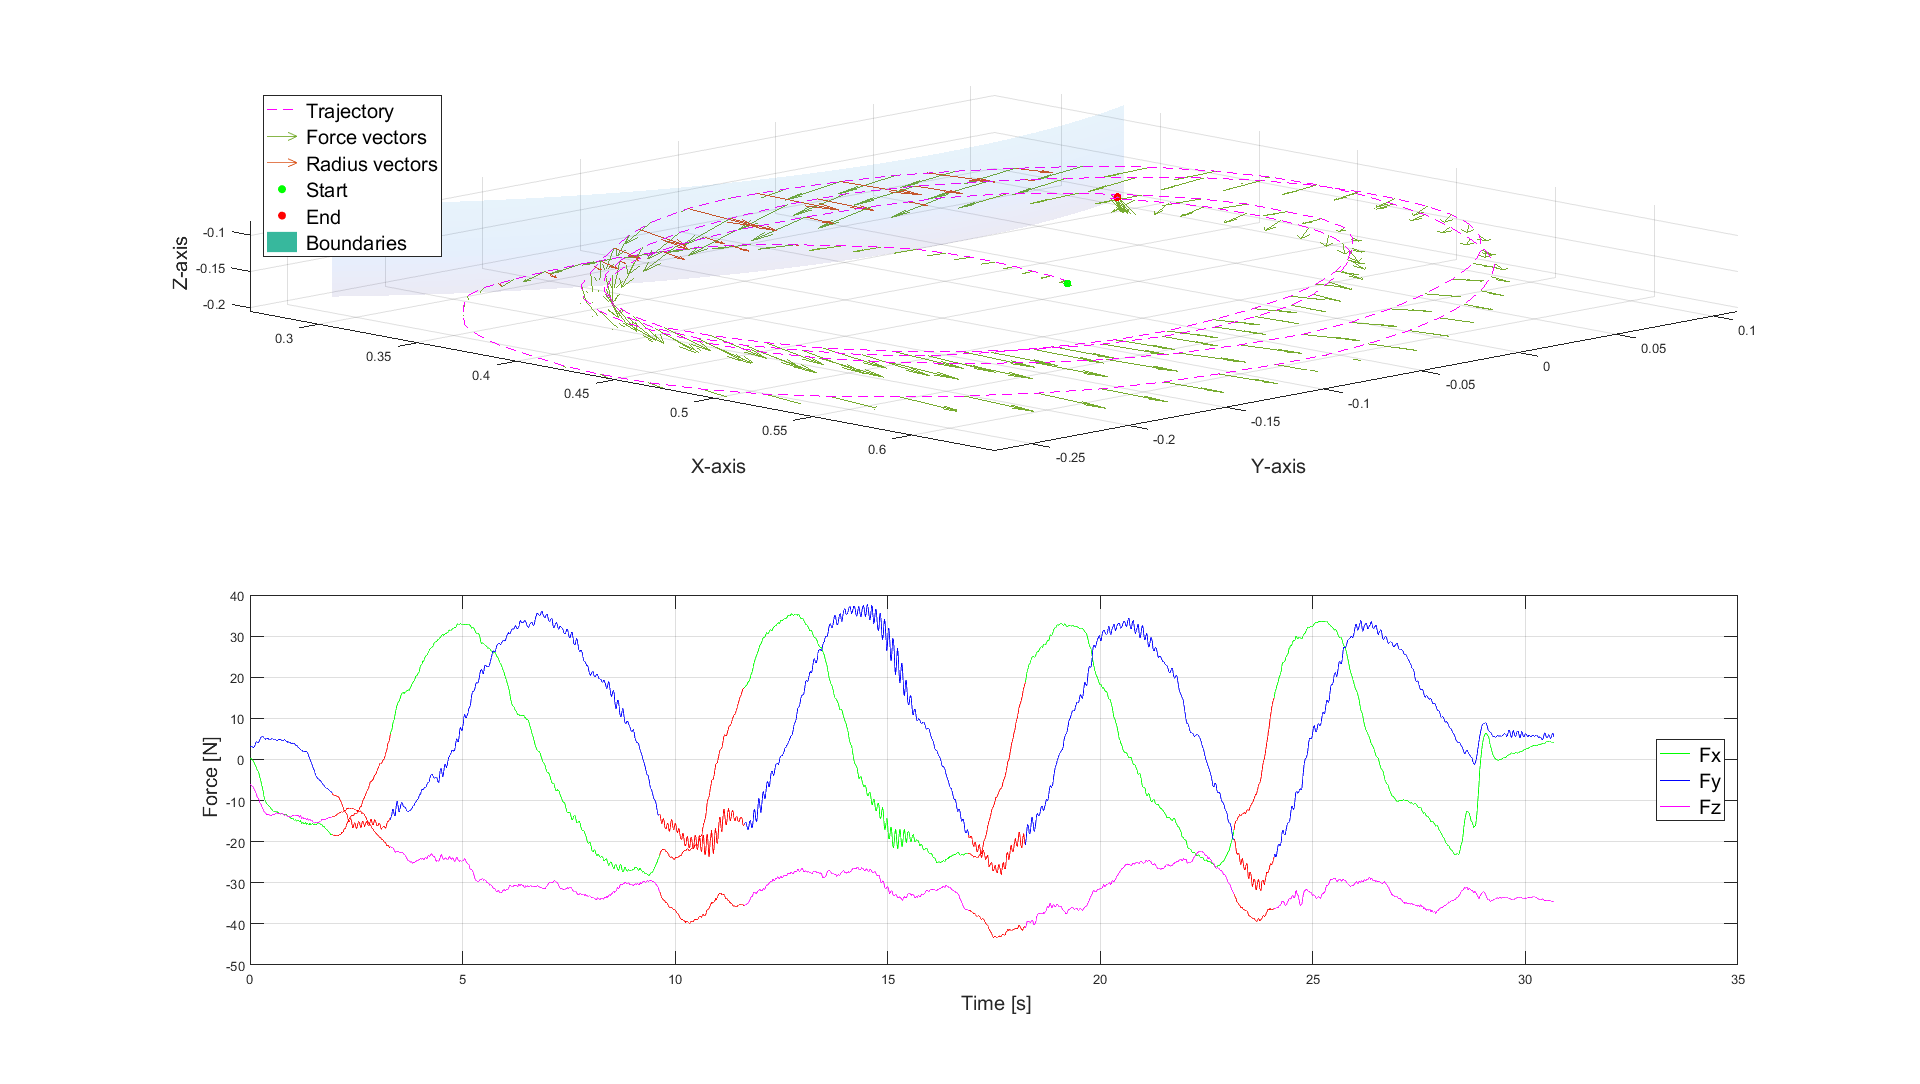 Trajectory
Force vectors
Radius vectors
Start
End
Boundaries
Z-axis
-0.1
-0.15
-0.2
0.3
0.35
0.4
0.45
0.5
0.55
0.6
X-axis
-0.25
-0.2
-0.15
-0.1
-0.05
0
0.05
0.1
Y-axis
Force [N]
40
30
20
10
0
-10
-20
-30
-40
-50
0
5
10
15
20
25
30
35
Time [s]
Fx
Fy
Fz